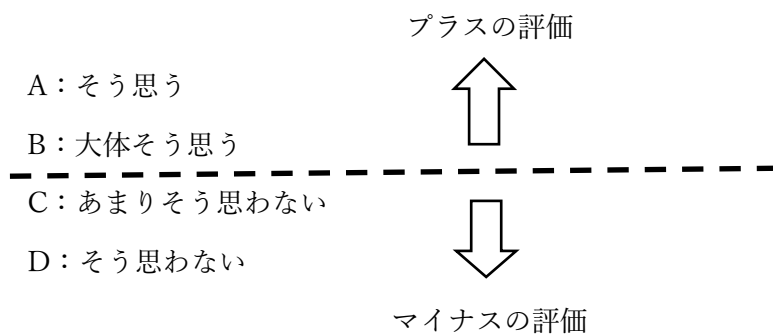 プラスの評価
A：そう思う
B：大体そう思う
C：あまりそう思わない
D：そう思わない
マイナスの評価